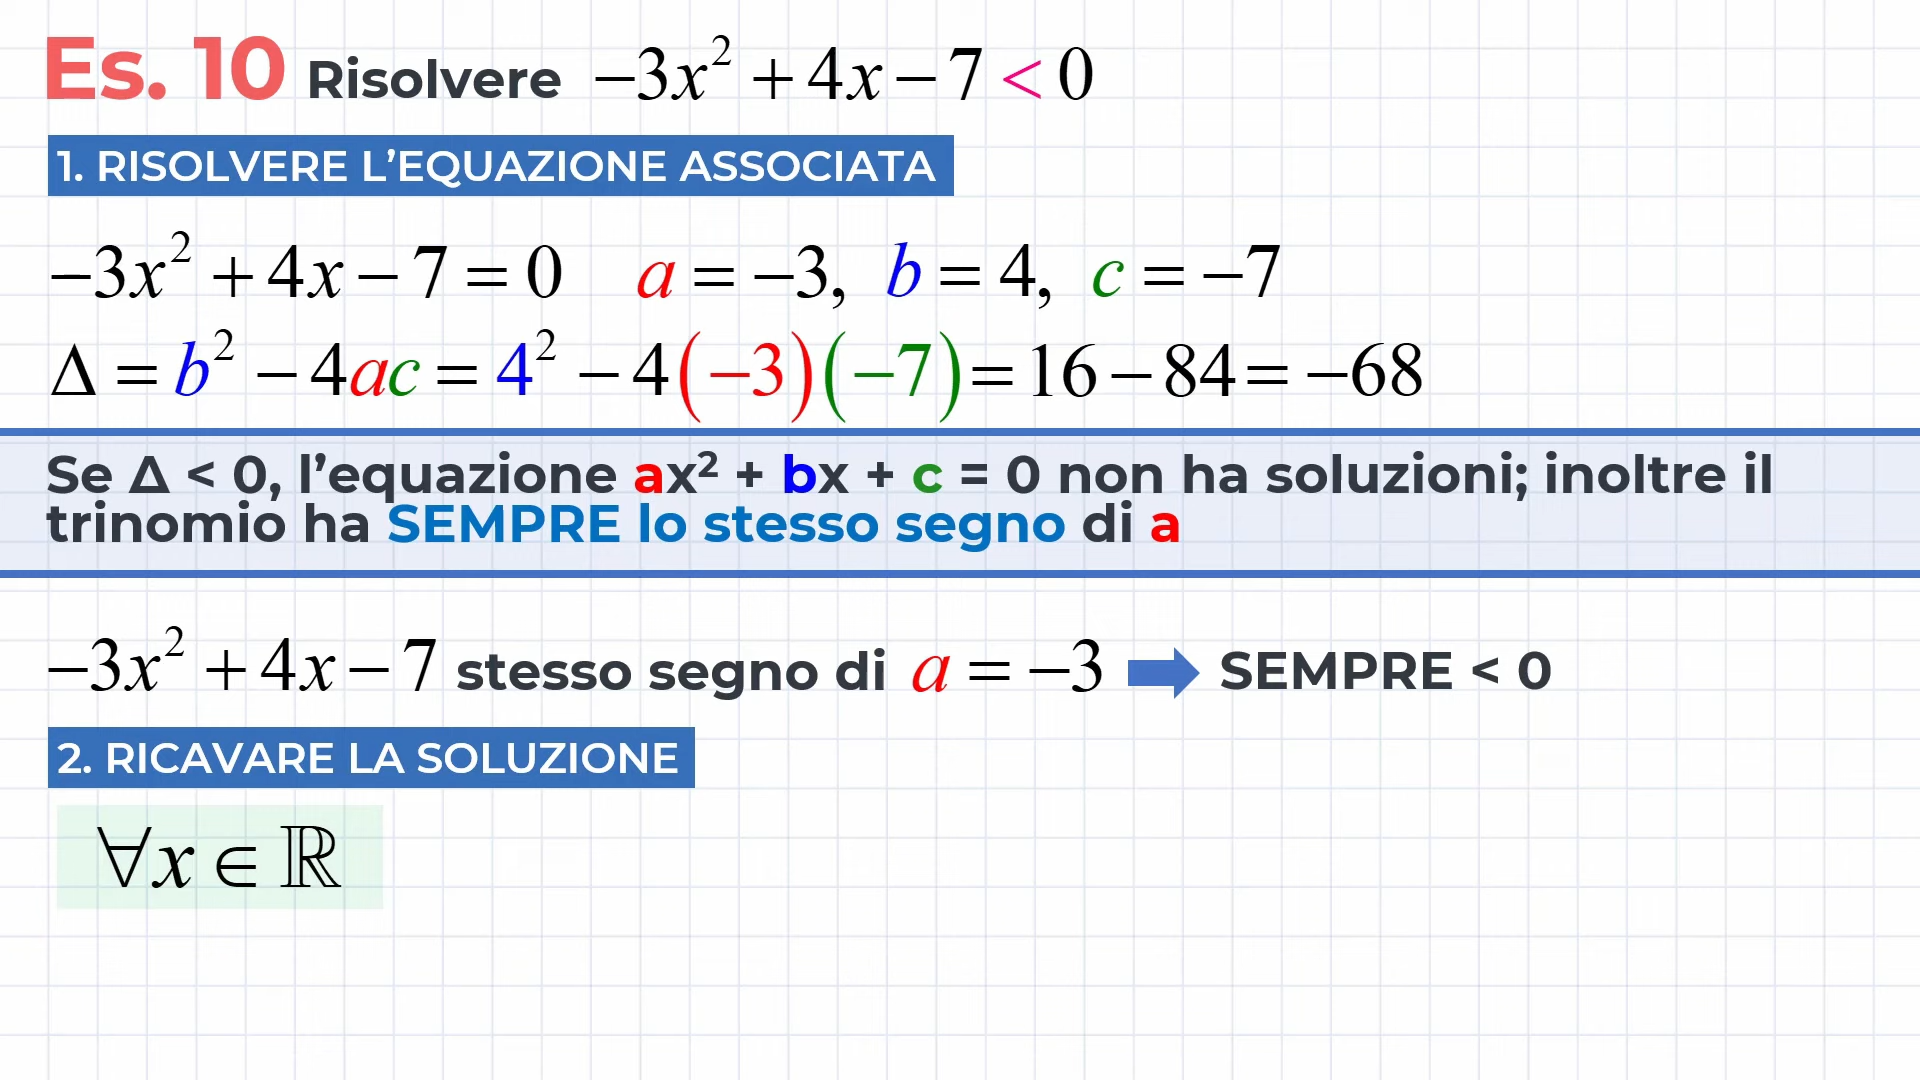 Es. 10 Risolvere −3x² + 4x − 7 < 0
1. RISOLVERE L’EQUAZIONE ASSOCIATA
−3x² + 4x − 7 = 0 a = −3, b = 4, c = −7
Δ = b² − 4ac = 4² − 4(−3)(−7) = 16 − 84 = −68
Se Δ < 0, l’equazione ax² + bx + c = 0 non ha soluzioni; inoltre il
trinomio ha SEMPRE lo stesso segno di a
−3x² + 4x − 7 stesso segno di a = −3 SEMPRE < 0
2. RICAVARE LA SOLUZIONE
∀x ∈ ℝ